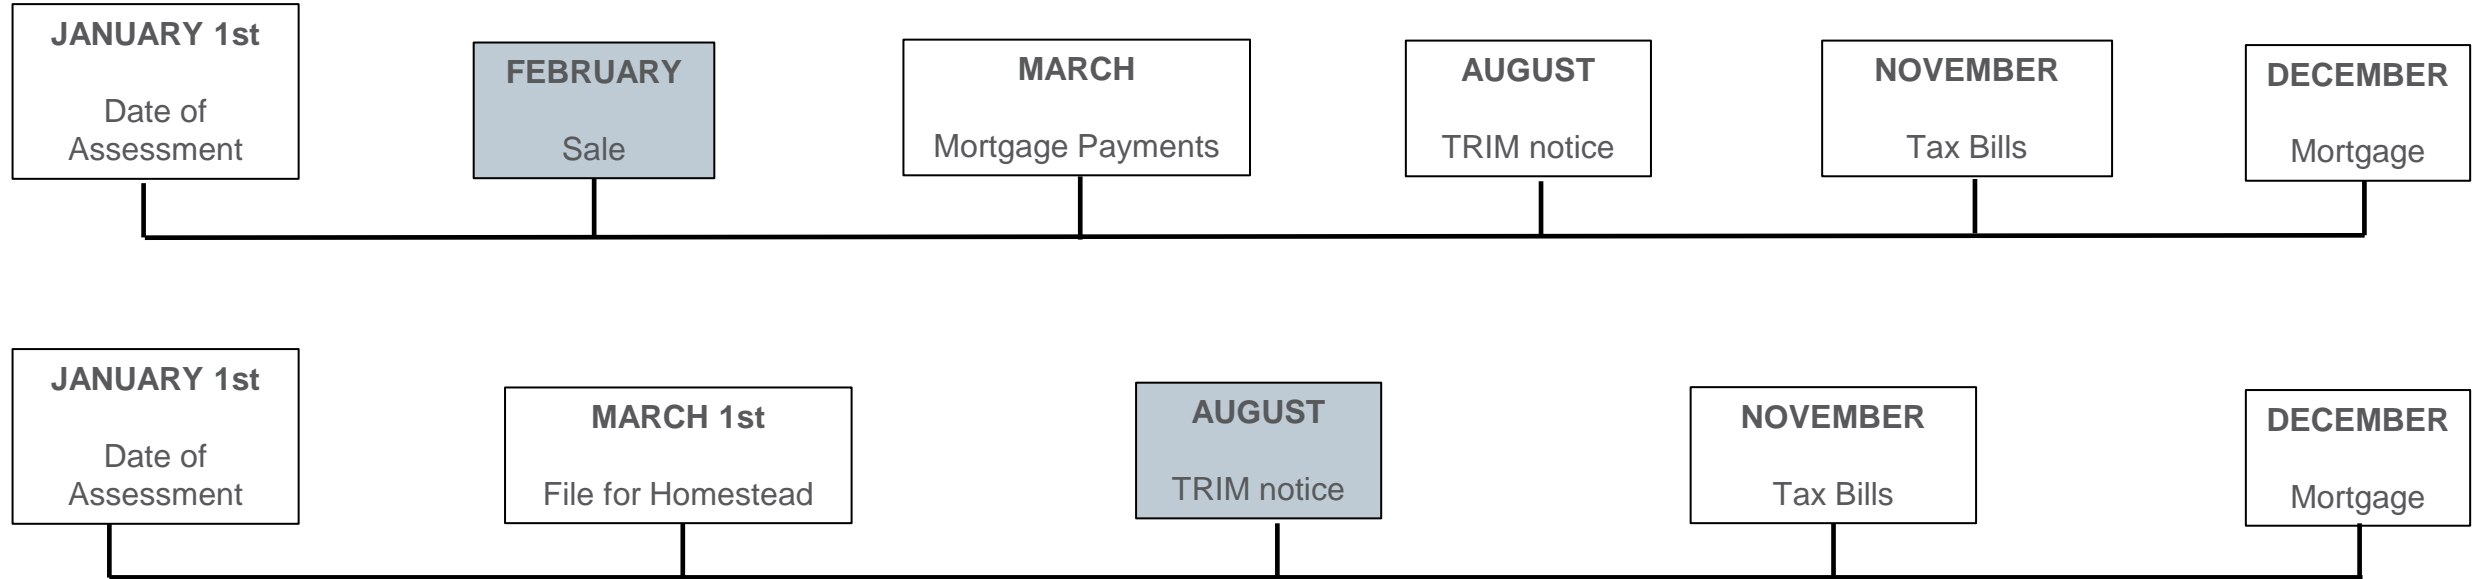 JANUARY 1st
Date of
Assessment
FEBRUARY
Sale
MARCH
Mortgage Payments
AUGUST
TRIM notice
NOVEMBER
Tax Bills
DECEMBER
Mortgage
JANUARY 1st
Date of
Assessment
MARCH 1st
File for Homestead
AUGUST
TRIM notice
NOVEMBER
Tax Bills
DECEMBER
Mortgage